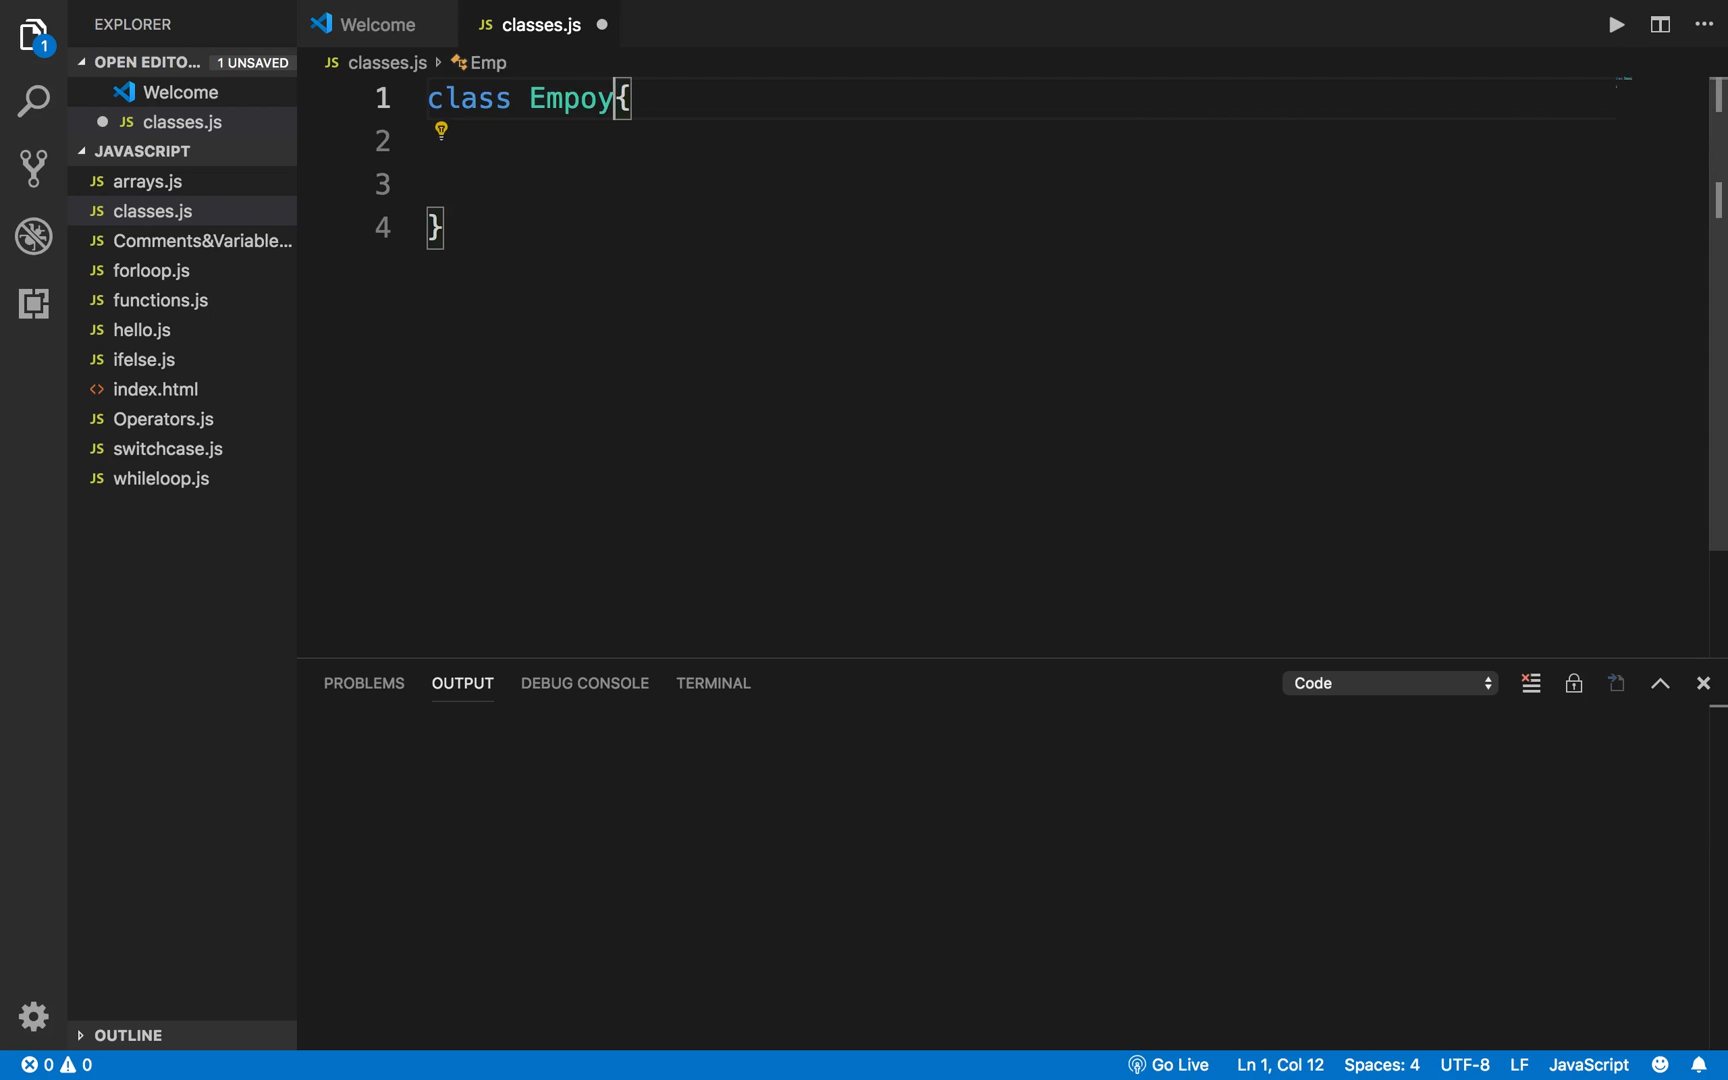 EXPLORER
Welcome
JS classes.js
1
OPEN EDITO... 1 UNSAVED
JS classes.js Emp
Welcome
JS classes.js
JAVASCRIPT
JS arrays.js
JS classes.js
JS Comments&Variable...
JS forloop.js
JS functions.js
JS hello.js
JS ifelse.js
<> index.html
JS Operators.js
JS switchcase.js
JS whileloop.js
OUTLINE
1 class Empoy{
2
3
4 }
PROBLEMS OUTPUT DEBUG CONSOLE TERMINAL Code
0 0 Go Live Ln 1, Col 12 Spaces: 4 UTF-8 LF JavaScript